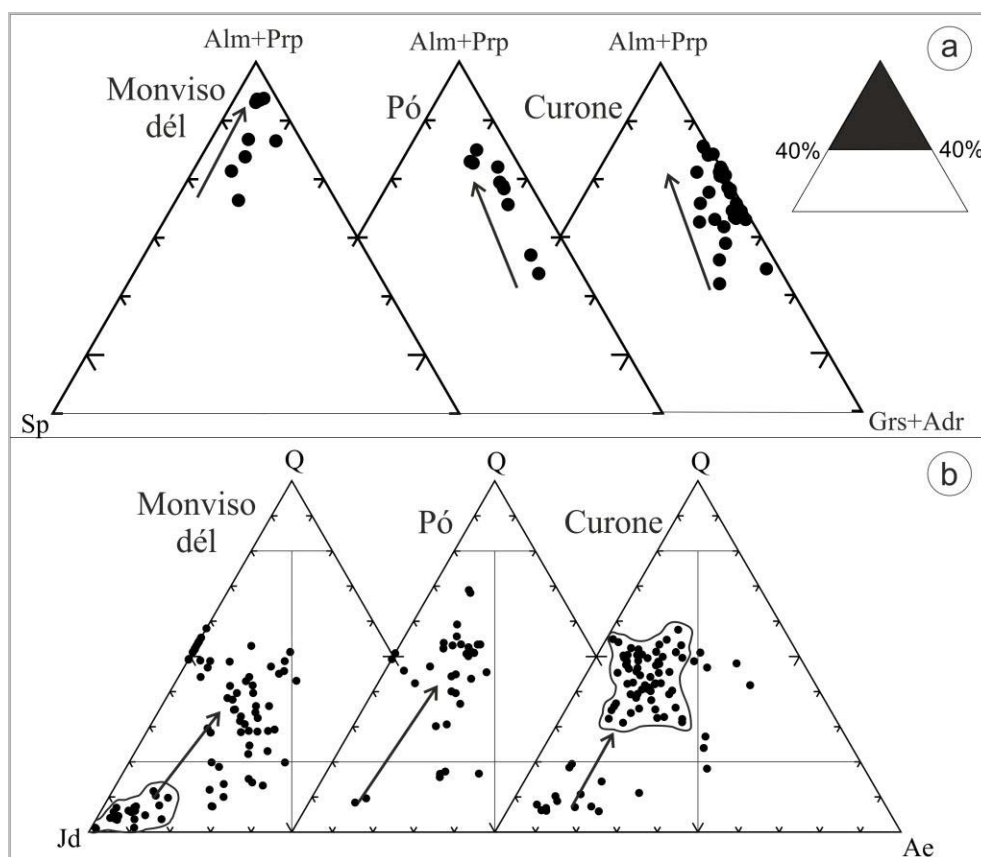 Alm+Prp
Alm+Prp
Alm+Prp
a
Monviso
dél
Pó
Curone
40%
40%
Sp
Grs+Adr
Q
Q
Q
b
Monviso
dél
Pó
Curone
Jd
Ae